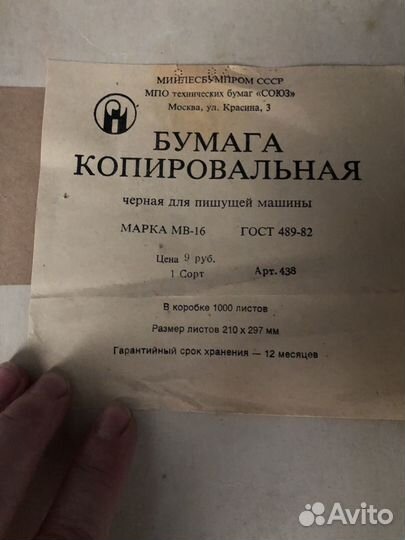 МИНЛЕСБУМПРОМ СССР
МПО технических бумаг «СОЮЗ»
Москва, ул. Красина, 3
БУМАГА
КОПИРОВАЛЬНАЯ
черная для пишущей машины
МАРКА МВ-16 ГОСТ 489-82
Цена 9 руб.
1 Сорт Арт. 438
В коробке 1000 листов
Размер листов 210 х 297 мм
Гарантийный срок хранения — 12 месяцев
Avito